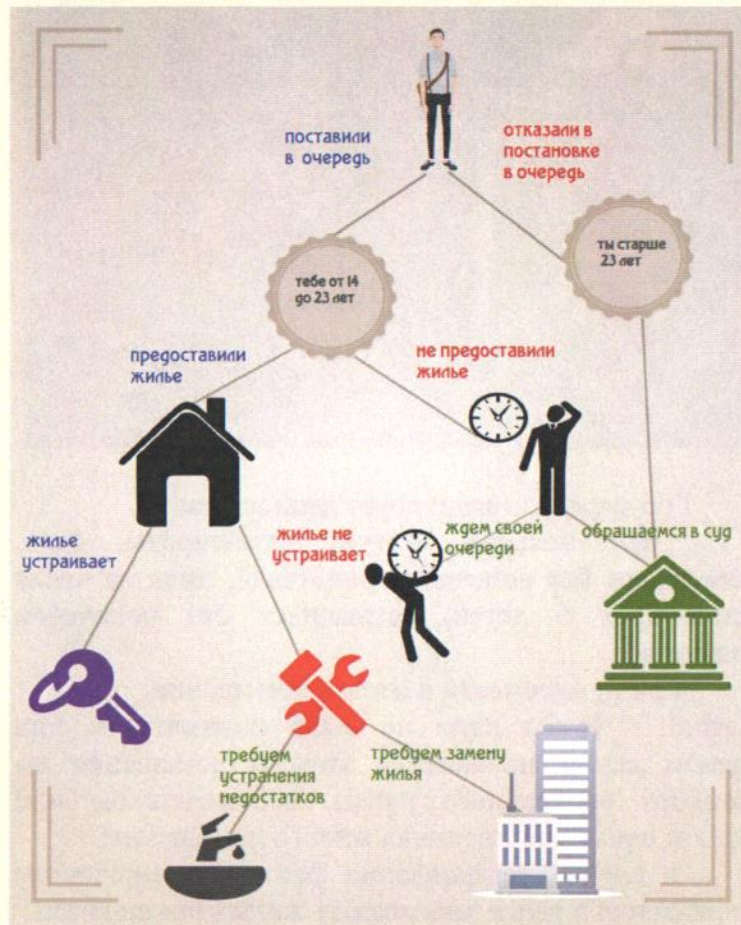 поставили
в очередь
отказали в
постановке
в очередь
тебе от 14
до 23 лет
ты старше
23 лет
предоставили
жилье
не предоставили
жилье
жилье
устраивает
жилье не
устраивает
ждем своей
очереди
обращаемся в суд
требуем
устранения
недостатков
требуем замену
жилья